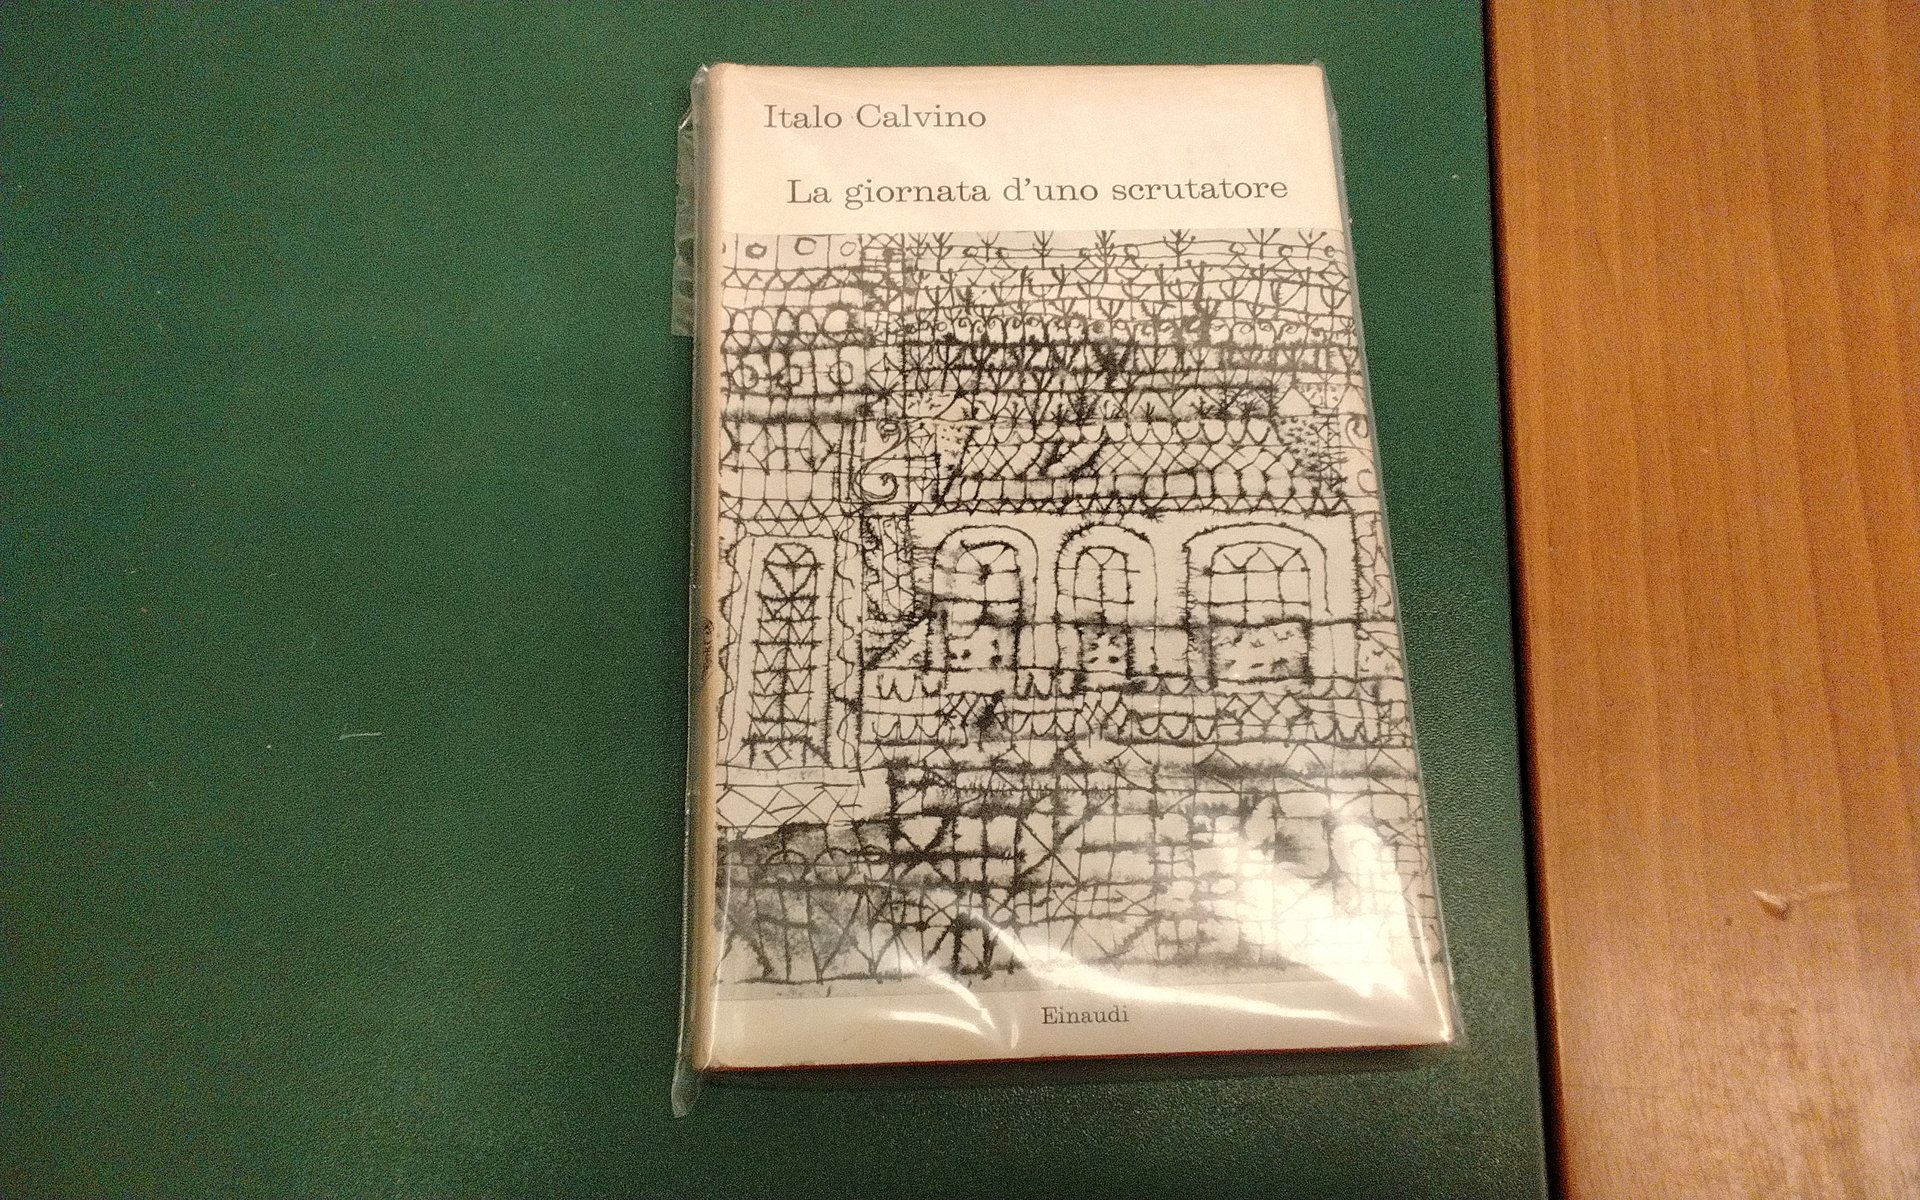 Italo Calvino
La giornata d'uno scrutatore
Einaudi